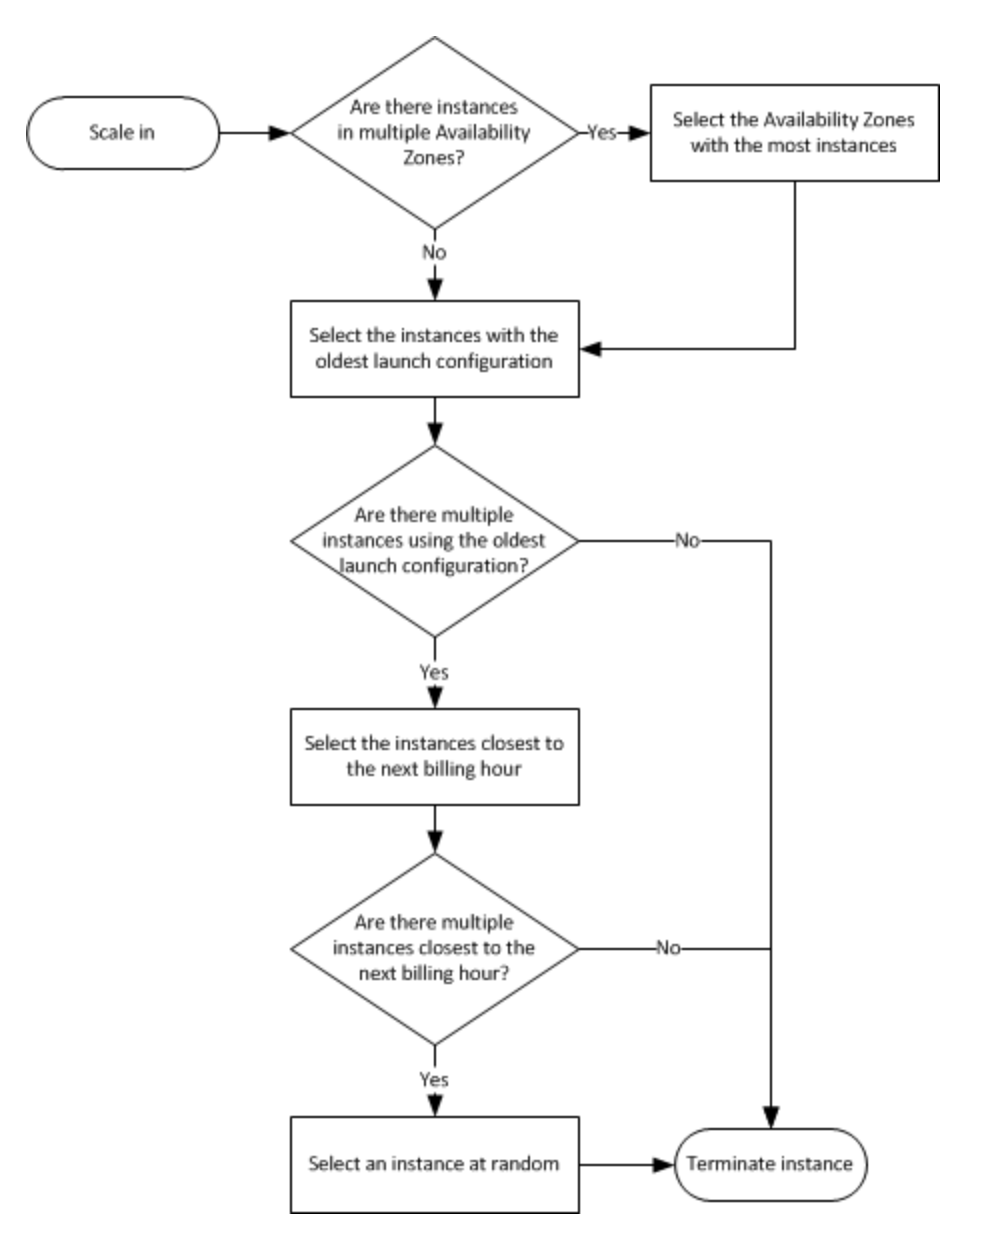 Scale in
Are there instances
in multiple Availability
Zones?
Yes
Select the Availability Zones
with the most instances
No
Select the instances with the
oldest launch configuration
Are there multiple
instances using the oldest
launch configuration?
No
Yes
Select the instances closest to
the next billing hour
Are there multiple
instances closest to the
next billing hour?
No
Yes
Select an instance at random
Terminate instance